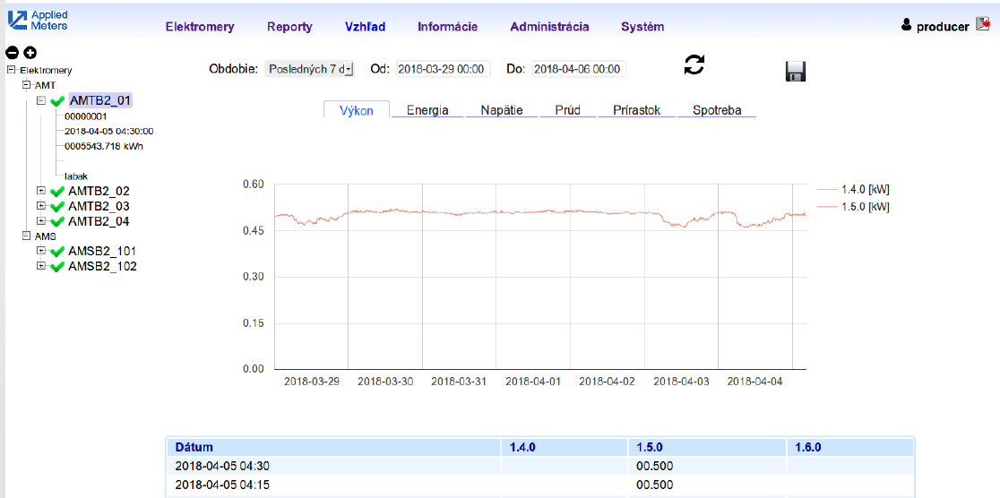 Applied
Meters
Elektromery Reporty Vzhľad Informácie Administrácia Systém
producer
Obdobie: Posledných 7 d Od: 2018-03-29 00:00 Do: 2018-04-06 00:00
Elektromery
AMT
AMTB2_01
00000001
2018-04-05 04:30:00
0005543.718 kWh
labak
AMTB2_02
AMTB2_03
AMTB2_04
AMS
AMSB2_101
AMSB2_102
Výkon Energia Napätie Prúd Prírastok Spotreba
0.60
0.45
0.30
0.15
0.00
2018-03-29 2018-03-30 2018-03-31 2018-04-01 2018-04-02 2018-04-03 2018-04-04
1.4.0 [kW]
1.5.0 [kW]
Dátum 1.4.0 1.5.0 1.6.0
2018-04-05 04:30 00.500
2018-04-05 04:15 00.500